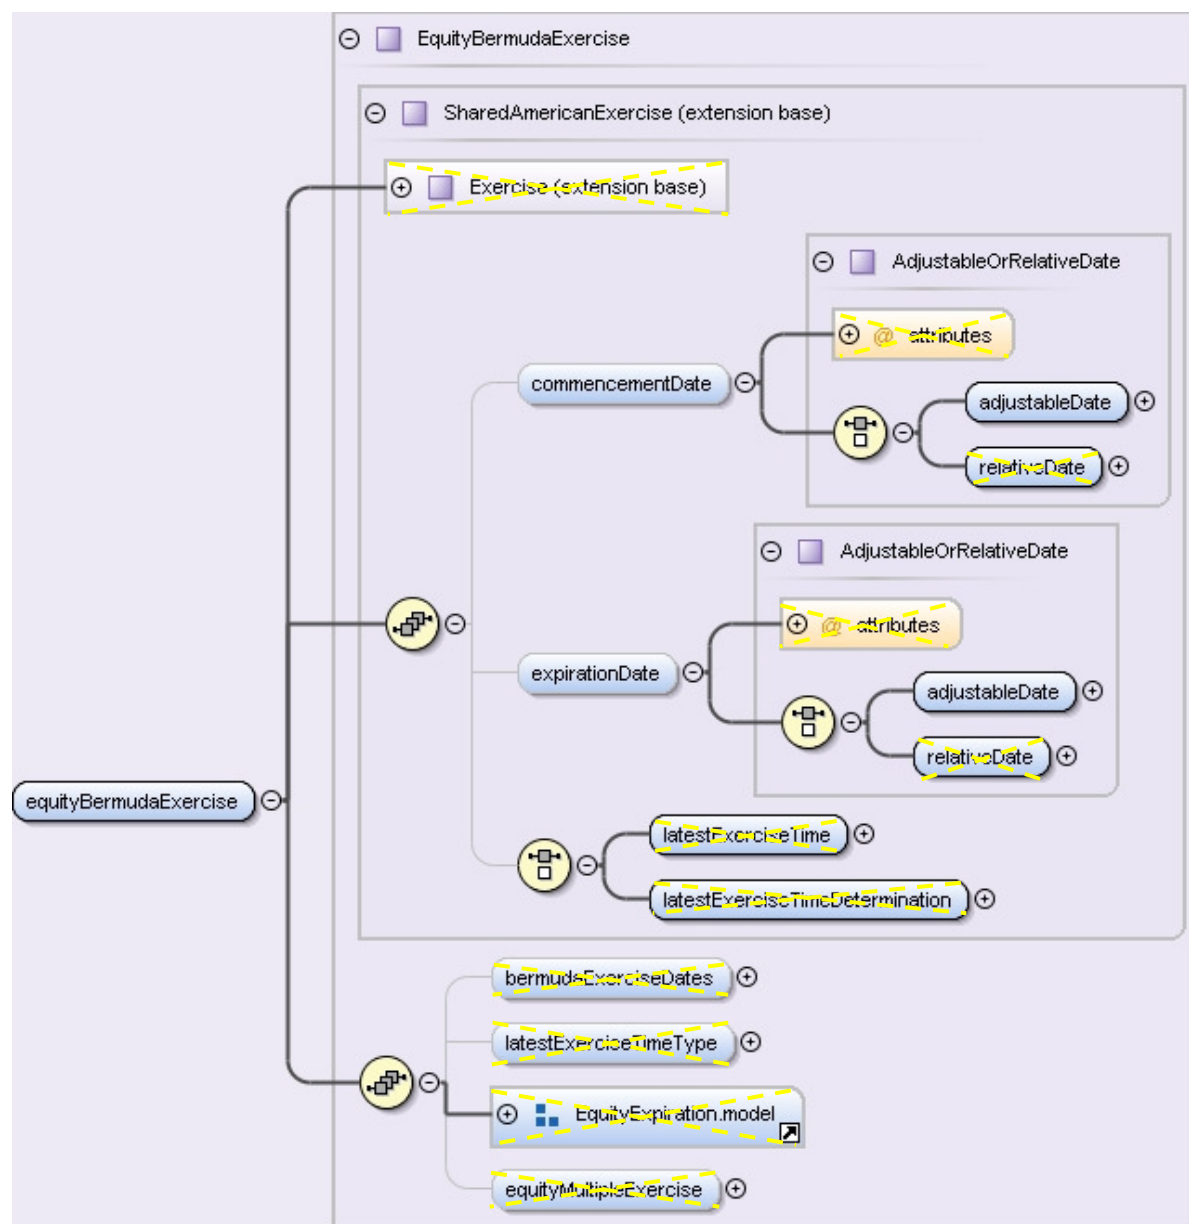 EquityBermudaExercise
SharedAmericanExercise (extension base)
Exercise (extension base)
AdjustableOrRelativeDate
@ attributes
commencementDate
adjustableDate
relativeDate
AdjustableOrRelativeDate
@ attributes
expirationDate
adjustableDate
relativeDate
equityBermudaExercise
latestExerciseTime
latestExerciseTimeDetermination
bermudaExerciseDates
latestExerciseTimeType
EquityExpiration.model
equityMultipleExercise